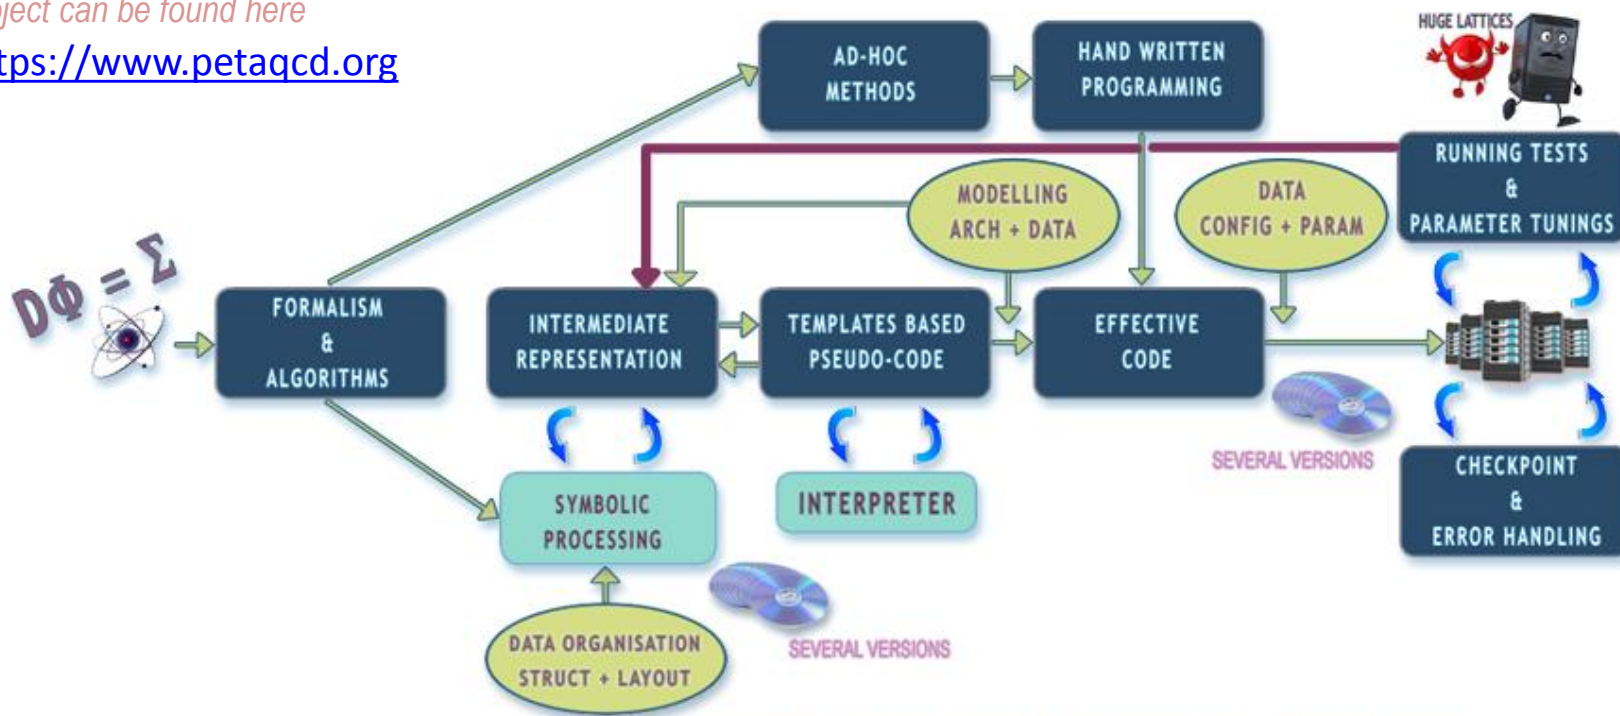 oject can be found here
tps://www.petaqcd.org
HUGE LATTICES
AD-HOC
METHODS
HAND WRITTEN
PROGRAMMING
RUNNING TESTS
&
PARAMETER TUNINGS
MODELLING
ARCH + DATA
DATA
CONFIG + PARAM
DΦ = Σ
FORMALISM
&
ALGORITHMS
INTERMEDIATE
REPRESENTATION
TEMPLATES BASED
PSEUDO-CODE
EFFECTIVE
CODE
SEVERAL VERSIONS
CHECKPOINT
&
ERROR HANDLING
SYMBOLIC
PROCESSING
INTERPRETER
DATA ORGANISATION
STRUCT + LAYOUT
SEVERAL VERSIONS